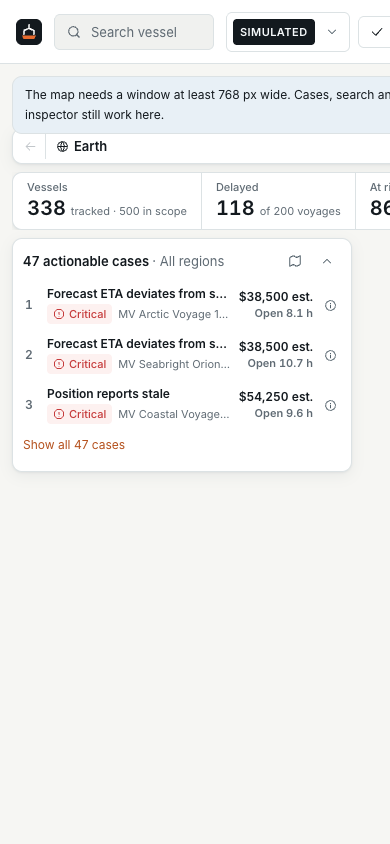 Search vessel
SIMULATED
The map needs a window at least 768 px wide. Cases, search an
inspector still work here.
Earth
Vessels
338 tracked · 500 in scope
Delayed
118 of 200 voyages
At ri
86
47 actionable cases · All regions
1
Forecast ETA deviates from s...
$38,500 est.
Critical
MV Arctic Voyage 1...
Open 8.1 h
2
Forecast ETA deviates from s...
$38,500 est.
Critical
MV Seabright Orion...
Open 10.7 h
3
Position reports stale
$54,250 est.
Critical
MV Coastal Voyage...
Open 9.6 h
Show all 47 cases